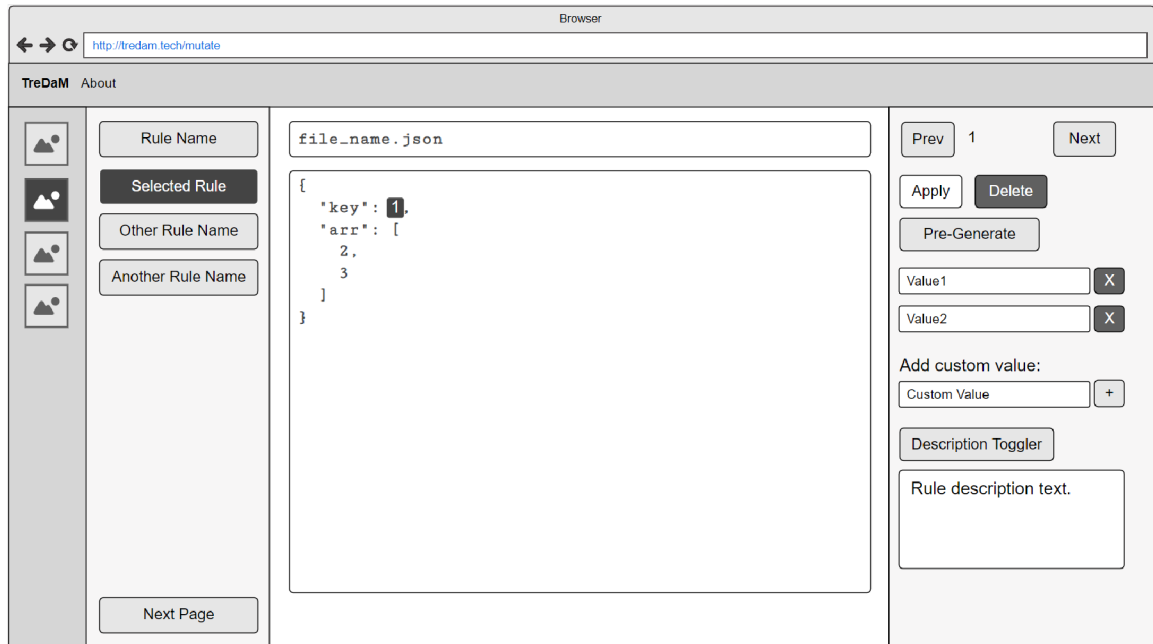 Browser
http://tredam.tech/mutate
TreDaM About
Rule Name
Selected Rule
Other Rule Name
Another Rule Name
Next Page
file_name.json
{
"key": 1,
"arr": [
2,
3
]
}
Prev 1 Next
Apply Delete
Pre-Generate
Value1 X
Value2 X
Add custom value:
Custom Value +
Description Toggler
Rule description text.